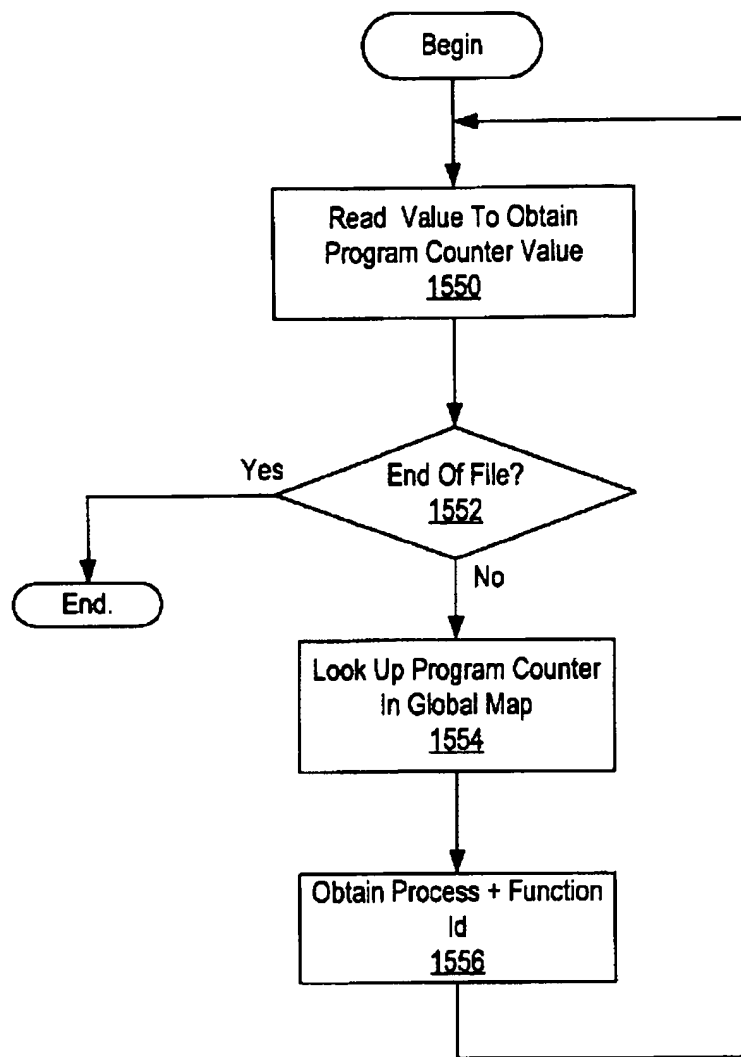 Begin
Read Value To Obtain
Program Counter Value
1550
Yes
End Of File?
1552
No
End.
Look Up Program Counter
In Global Map
1554
Obtain Process + Function
Id
1556